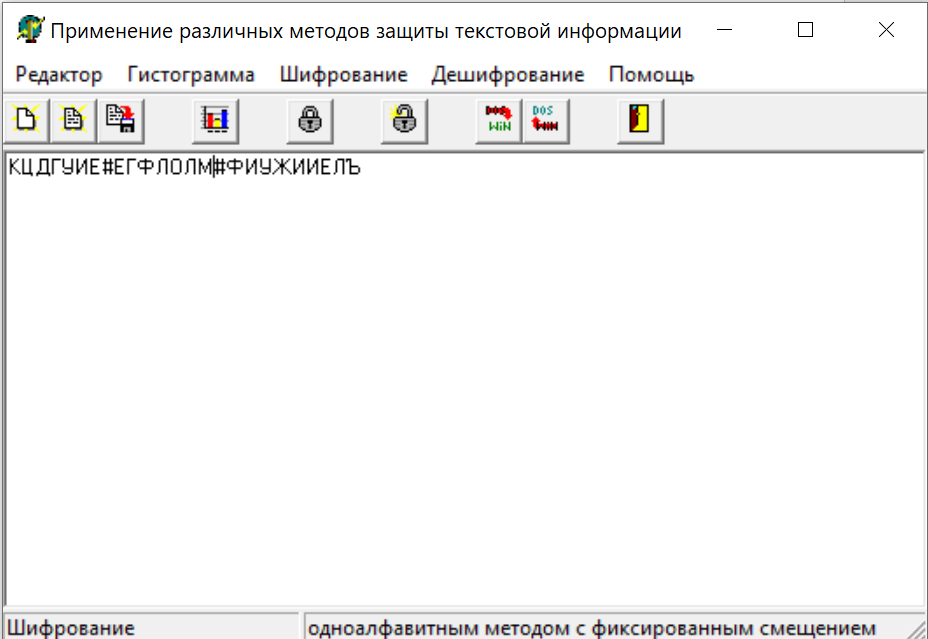 Применение различных методов защиты текстовой информации
Редактор Гистограмма Шифрование Дешифрование Помощь
DOS WiN DOS WiN
КЦДГУИЕ#ЕГФЛОЛМ#ФИУЖИИЕЛЪ
Шифрование одноалфавитным методом с фиксированным смещением